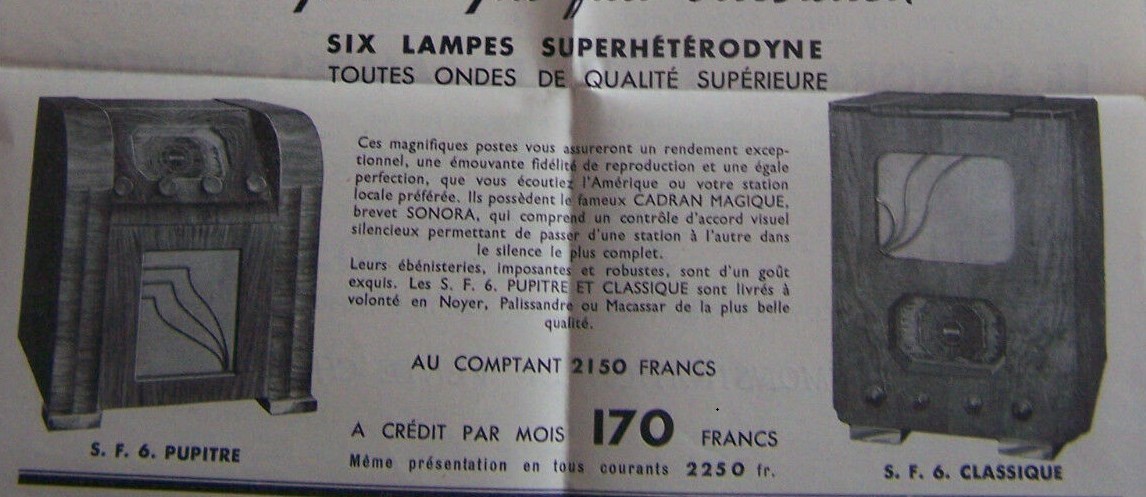 SIX LAMPES SUPERHÉTÉRODYNE
TOUTES ONDES DE QUALITÉ SUPÉRIEURE
Ces magnifiques postes vous assureront un rendement excep-
tionnel, une émouvante fidélité de reproduction et une égale
perfection, que vous écoutiez l'Amérique ou votre station
locale préférée. Ils possèdent le fameux CADRAN MAGIQUE,
brevet SONORA, qui comprend un contrôle d'accord visuel
silencieux permettant de passer d'une station à l'autre dans
le silence le plus complet.
Leurs ébénisteries, imposantes et robustes, sont d'un goût
exquis. Les S. F. 6. PUPITRE ET CLASSIQUE sont livrés à
volonté en Noyer, Palissandre ou Macassar de la plus belle
qualité.
AU COMPTANT 2150 FRANCS
A CRÉDIT PAR MOIS 170 FRANCS
Même présentation en tous courants 2250 fr.
S. F. 6. PUPITRE
S. F. 6. CLASSIQUE